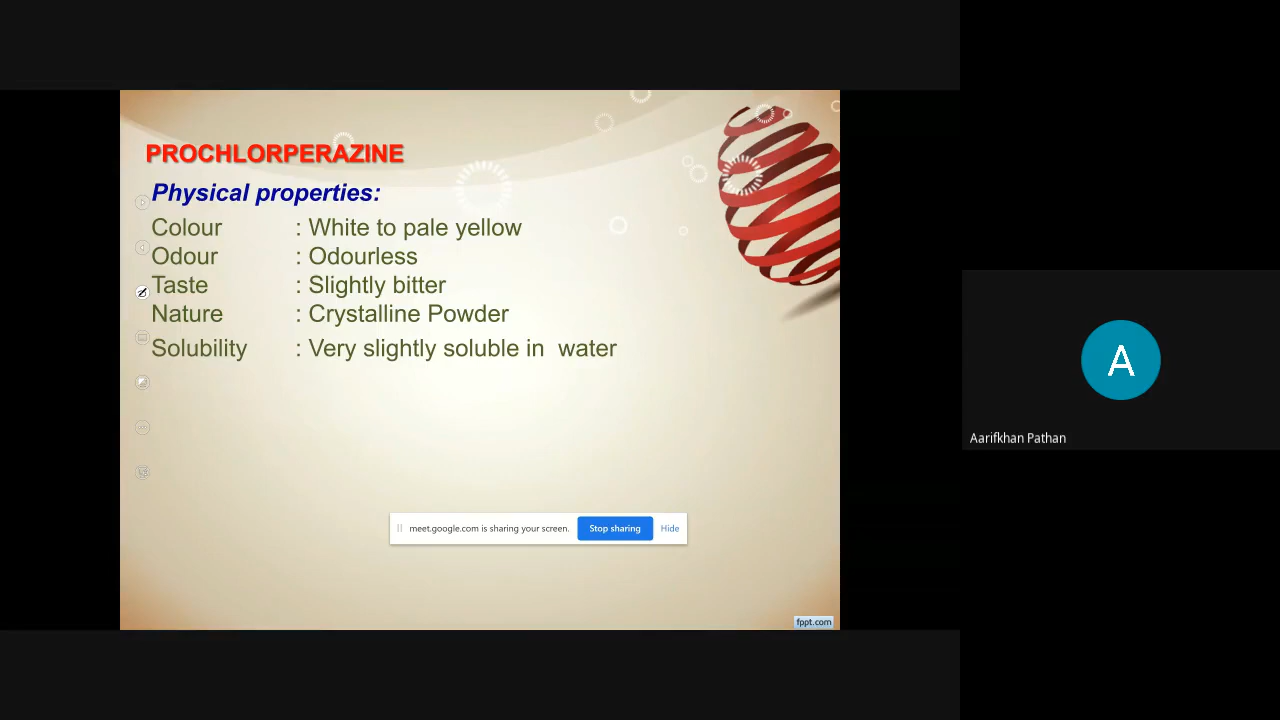 PROCHLORPERAZINE
Physical properties:
Colour : White to pale yellow
Odour : Odourless
Taste : Slightly bitter
Nature : Crystalline Powder
Solubility : Very slightly soluble in water
meet.google.com is sharing your screen. Stop sharing Hide
fppt.com
A
Aarifkhan Pathan